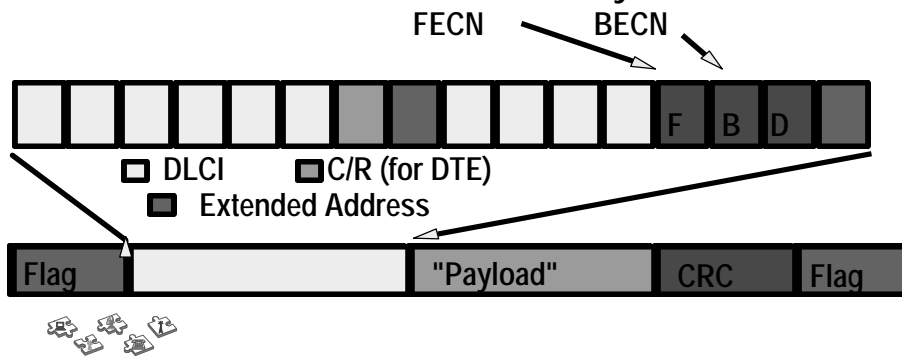 FECN BECN
F B D
DLCI C/R (for DTE)
Extended Address
Flag "Payload" CRC Flag